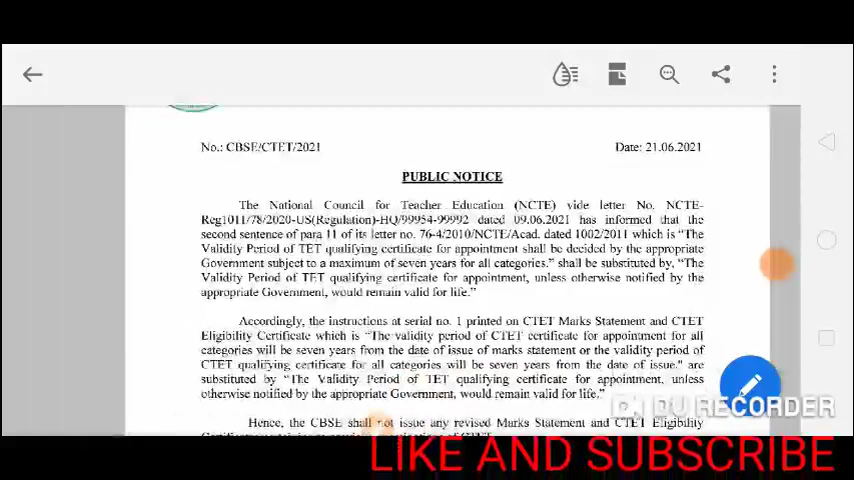 No.: CBSE/CTET/2021 Date: 21.06.2021
PUBLIC NOTICE
The National Council for Teacher Education (NCTE) vide letter No. NCTE-
Reg1011/78/2020-US(Regulation)-HQ/99954-99992 dated 09.06.2021 has informed that the
second sentence of para 11 of its letter no. 76-4/2010/NCTE/Acad. dated 1002/2011 which is “The
Validity Period of TET qualifying certificate for appointment shall be decided by the appropriate
Government subject to a maximum of seven years for all categories.” shall be substituted by, “The
Validity Period of TET qualifying certificate for appointment, unless otherwise notified by the
appropriate Government, would remain valid for life.”
Accordingly, the instructions at serial no. 1 printed on CTET Marks Statement and CTET
Eligibility Certificate which is “The validity period of CTET certificate for appointment for all
categories will be seven years from the date of issue of marks statement or the validity period of
CTET qualifying certificate for all categories will be seven years from the date of issue." are
substituted by “The Validity Period of TET qualifying certificate for appointment, unless
otherwise notified by the appropriate Government, would remain valid for life.”
Hence, the CBSE shall not issue any revised Marks Statement and CTET Eligibility
DU RECORDER
LIKE AND SUBSCRIBE